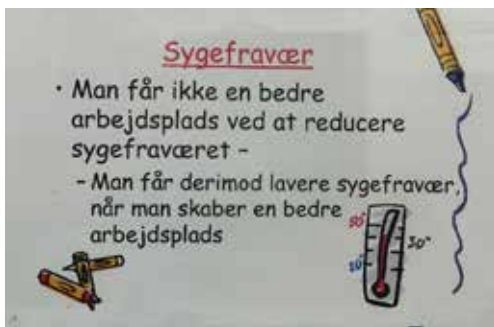 Sygefravær
• Man får ikke en bedre
arbejdsplads ved at reducere
sygefraværet -
- Man får derimod lavere sygefravær,
når man skaber en bedre
arbejdsplads
50°
30°